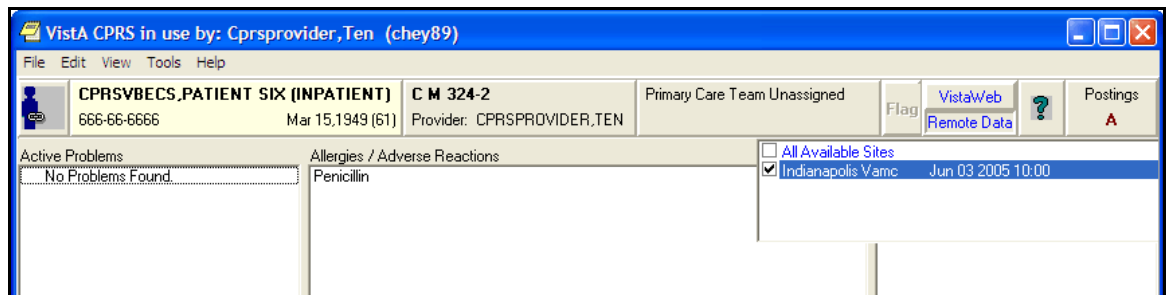 VistA CPRS in use by: Cprsprovider,Ten (chey89)
File Edit View Tools Help
CPRSVBECS,PATIENT SIX (INPATIENT)
666-66-6666 Mar 15,1949 (61)
C M 324-2
Provider: CPRSPROVIDER,TEN
Primary Care Team Unassigned
Flag
VistaWeb
Remote Data
?
Postings
A
Active Problems
No Problems Found.
Allergies / Adverse Reactions
Penicillin
All Available Sites
Indianapolis Vamc Jun 03 2005 10:00